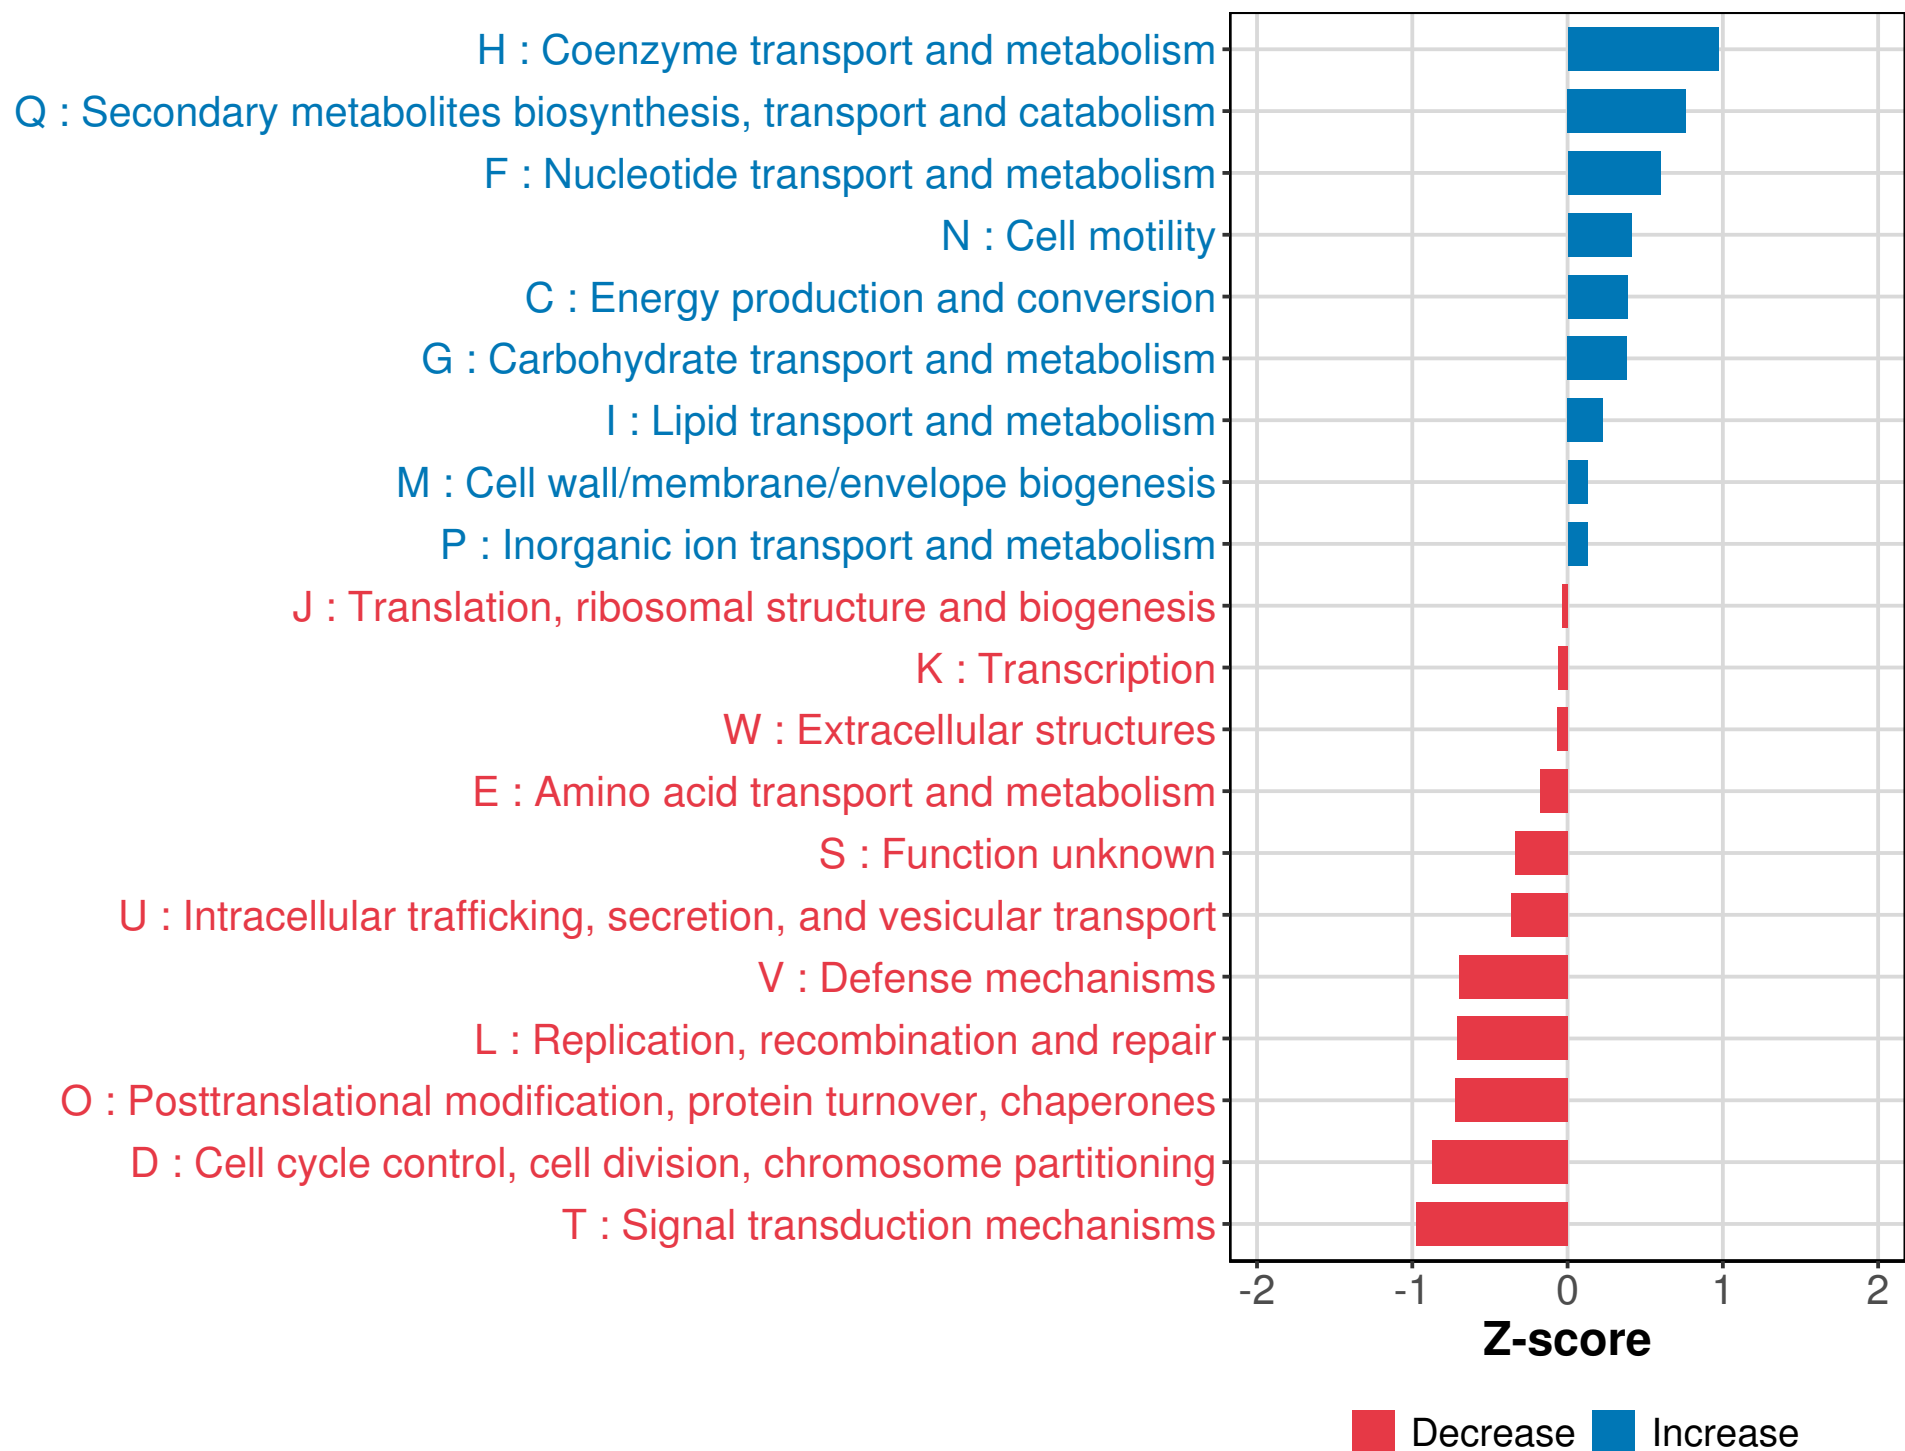 H : Coenzyme transport and metabolism
Q : Secondary metabolites biosynthesis, transport and catabolism
F : Nucleotide transport and metabolism
N : Cell motility
C : Energy production and conversion
G : Carbohydrate transport and metabolism
I : Lipid transport and metabolism
M : Cell wall/membrane/envelope biogenesis
P : Inorganic ion transport and metabolism
J : Translation, ribosomal structure and biogenesis
K : Transcription
W : Extracellular structures
E : Amino acid transport and metabolism
S : Function unknown
U : Intracellular trafficking, secretion, and vesicular transport
V : Defense mechanisms
L : Replication, recombination and repair
O : Posttranslational modification, protein turnover, chaperones
D : Cell cycle control, cell division, chromosome partitioning
T : Signal transduction mechanisms
-2 -1 0 1 2
Z-score
Decrease Increase